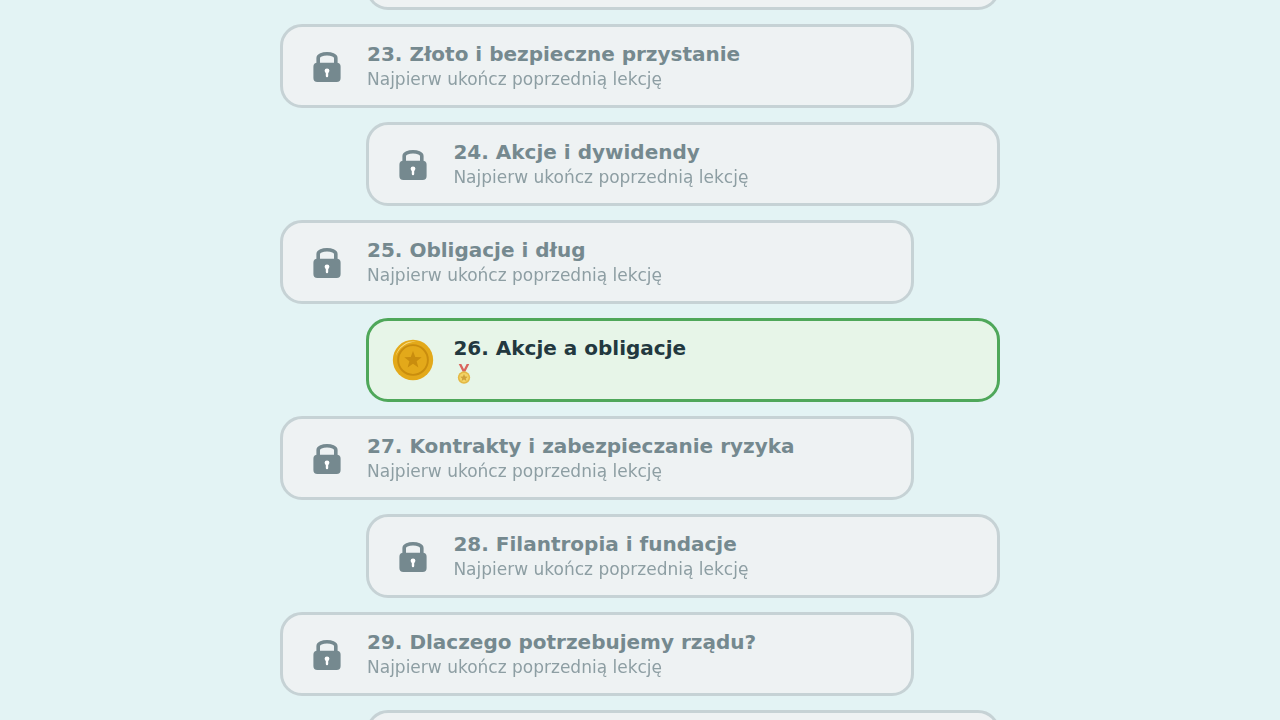 23. Złoto i bezpieczne przystanie
Najpierw ukończ poprzednią lekcję
24. Akcje i dywidendy
Najpierw ukończ poprzednią lekcję
25. Obligacje i dług
Najpierw ukończ poprzednią lekcję
26. Akcje a obligacje
27. Kontrakty i zabezpieczanie ryzyka
Najpierw ukończ poprzednią lekcję
28. Filantropia i fundacje
Najpierw ukończ poprzednią lekcję
29. Dlaczego potrzebujemy rządu?
Najpierw ukończ poprzednią lekcję